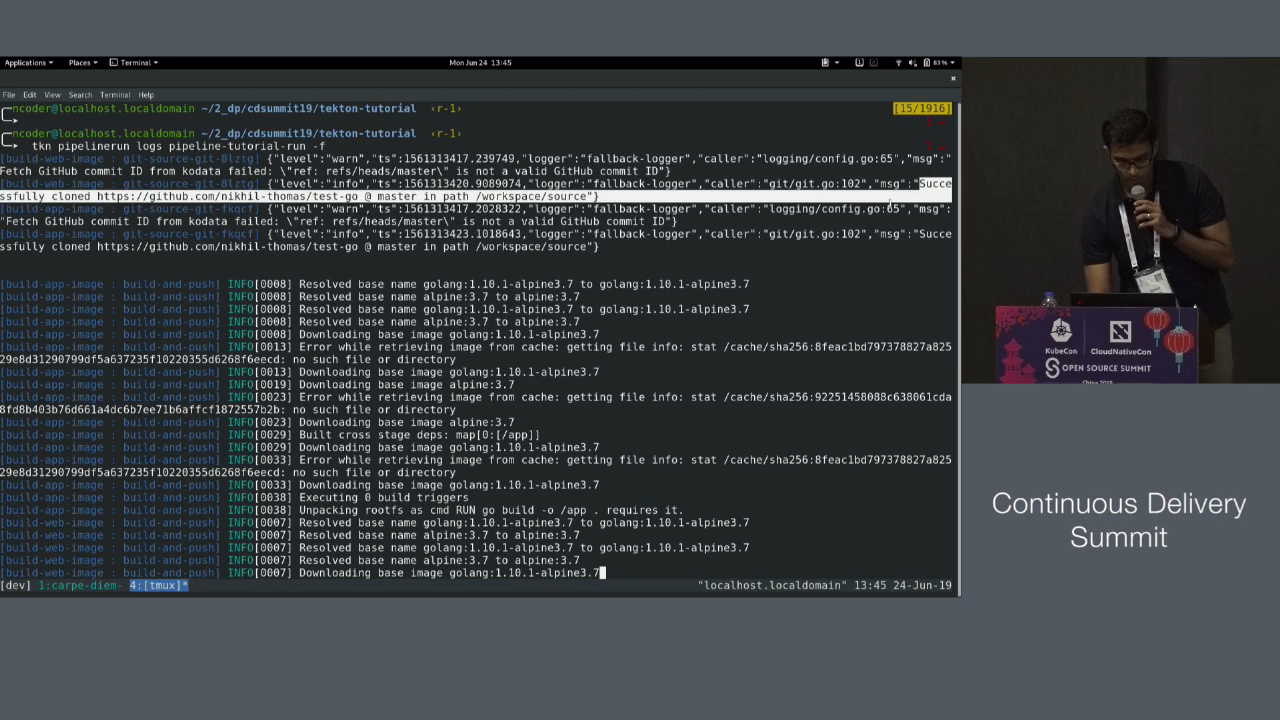 Applications Places Terminal Mon Jun 24 13:45 83%
File Edit View Search Terminal Help
ncoder@localhost.localdomain ~/2_dp/cdsummit19/tekton-tutorial ‹r-1› [15/1916]
ncoder@localhost.localdomain ~/2_dp/cdsummit19/tekton-tutorial ‹r-1›
tkn pipelinerun logs pipeline-tutorial-run -f
[build-web-image : git-source-git-8lztg] {"level":"warn","ts":1561313417.239749,"logger":"fallback-logger","caller":"logging/config.go:65","msg":"
Fetch GitHub commit ID from kodata failed: \"ref: refs/heads/master\" is not a valid GitHub commit ID"}
[build-web-image : git-source-git-8lztg] {"level":"info","ts":1561313420.9089074,"logger":"fallback-logger","caller":"git/git.go:102","msg":"Succe
ssfully cloned https://github.com/nikhil-thomas/test-go @ master in path /workspace/source"}
[build-app-image : git-source-git-fkqcf] {"level":"warn","ts":1561313417.2028322,"logger":"fallback-logger","caller":"logging/config.go:65","msg":
"Fetch GitHub commit ID from kodata failed: \"ref: refs/heads/master\" is not a valid GitHub commit ID"}
[build-app-image : git-source-git-fkqcf] {"level":"info","ts":1561313423.1018643,"logger":"fallback-logger","caller":"git/git.go:102","msg":"Succe
ssfully cloned https://github.com/nikhil-thomas/test-go @ master in path /workspace/source"}
[build-app-image : build-and-push] INFO[0008] Resolved base name golang:1.10.1-alpine3.7 to golang:1.10.1-alpine3.7
[build-app-image : build-and-push] INFO[0008] Resolved base name alpine:3.7 to alpine:3.7
[build-app-image : build-and-push] INFO[0008] Resolved base name golang:1.10.1-alpine3.7 to golang:1.10.1-alpine3.7
[build-app-image : build-and-push] INFO[0008] Resolved base name alpine:3.7 to alpine:3.7
[build-app-image : build-and-push] INFO[0008] Downloading base image golang:1.10.1-alpine3.7
[build-app-image : build-and-push] INFO[0013] Error while retrieving image from cache: getting file info: stat /cache/sha256:8feac1bd797378827a825
29e8d31290799df5a637235f10220355d6268f6eecd: no such file or directory
[build-app-image : build-and-push] INFO[0013] Downloading base image golang:1.10.1-alpine3.7
[build-app-image : build-and-push] INFO[0019] Downloading base image alpine:3.7
[build-app-image : build-and-push] INFO[0023] Error while retrieving image from cache: getting file info: stat /cache/sha256:92251458088c638061cda
8fd8b403b76d661a4dc6b7ee71b6affcf1872557b2b: no such file or directory
[build-app-image : build-and-push] INFO[0023] Downloading base image alpine:3.7
[build-app-image : build-and-push] INFO[0029] Built cross stage deps: map[0:[/app]]
[build-app-image : build-and-push] INFO[0029] Downloading base image golang:1.10.1-alpine3.7
[build-app-image : build-and-push] INFO[0033] Error while retrieving image from cache: getting file info: stat /cache/sha256:8feac1bd797378827a825
29e8d31290799df5a637235f10220355d6268f6eecd: no such file or directory
[build-app-image : build-and-push] INFO[0033] Downloading base image golang:1.10.1-alpine3.7
[build-app-image : build-and-push] INFO[0038] Executing 0 build triggers
[build-app-image : build-and-push] INFO[0038] Unpacking rootfs as cmd RUN go build -o /app . requires it.
[build-web-image : build-and-push] INFO[0007] Resolved base name golang:1.10.1-alpine3.7 to golang:1.10.1-alpine3.7
[build-web-image : build-and-push] INFO[0007] Resolved base name alpine:3.7 to alpine:3.7
[build-web-image : build-and-push] INFO[0007] Resolved base name golang:1.10.1-alpine3.7 to golang:1.10.1-alpine3.7
[build-web-image : build-and-push] INFO[0007] Resolved base name alpine:3.7 to alpine:3.7
[build-web-image : build-and-push] INFO[0007] Downloading base image golang:1.10.1-alpine3.7
[dev] 1:carpe-diem- 4:[tmux]* "localhost.localdomain" 13:45 24-Jun-19
KubeCon CloudNativeCon
OPEN SOURCE SUMMIT
China 2019
Continuous Delivery
Summit